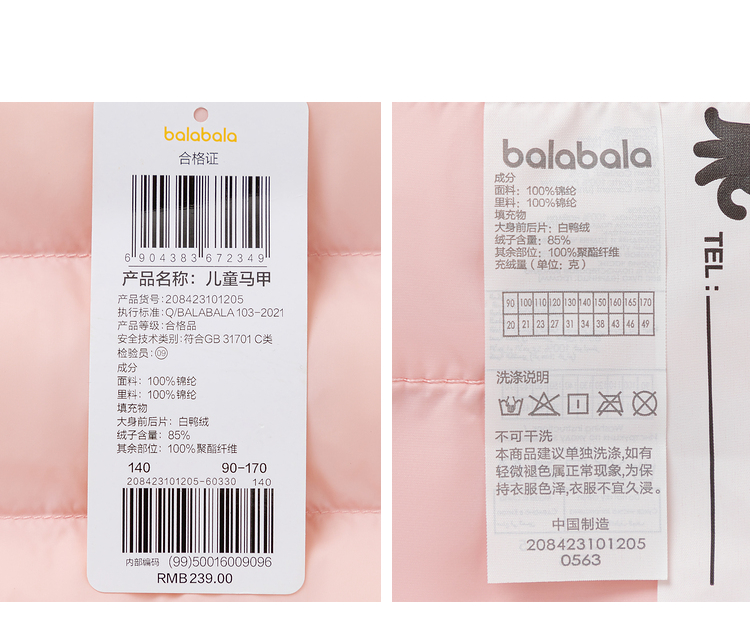 balabala
合格证
6 904383 672349
产品名称：儿童马甲
产品货号:208423101205
执行标准:Q/BALABALA 103-2021
产品等级:合格品
安全技术类别:符合GB 31701 C类
检验员:09
成分
面料：100%锦纶
里料：100%锦纶
填充物
大身前后片：白鸭绒
绒子含量：85%
其余部位：100%聚酯纤维
140 90-170
208423101205-60330 140
内部编码 (99)50016009096
RMB239.00
balabala
成分
面料：100%锦纶
里料：100%锦纶
填充物
大身前后片：白鸭绒
绒子含量：85%
其余部位：100%聚酯纤维
充绒量（单位：克）
90 100 110 120 130 140 150 160 165 170
20 21 23 27 31 34 38 43 46 49
洗涤说明
不可干洗
本商品建议单独洗涤,如有
轻微褪色属正常现象,为保
持衣服色泽,衣服不宜久浸。
中国制造
208423101205
0563
TEL: